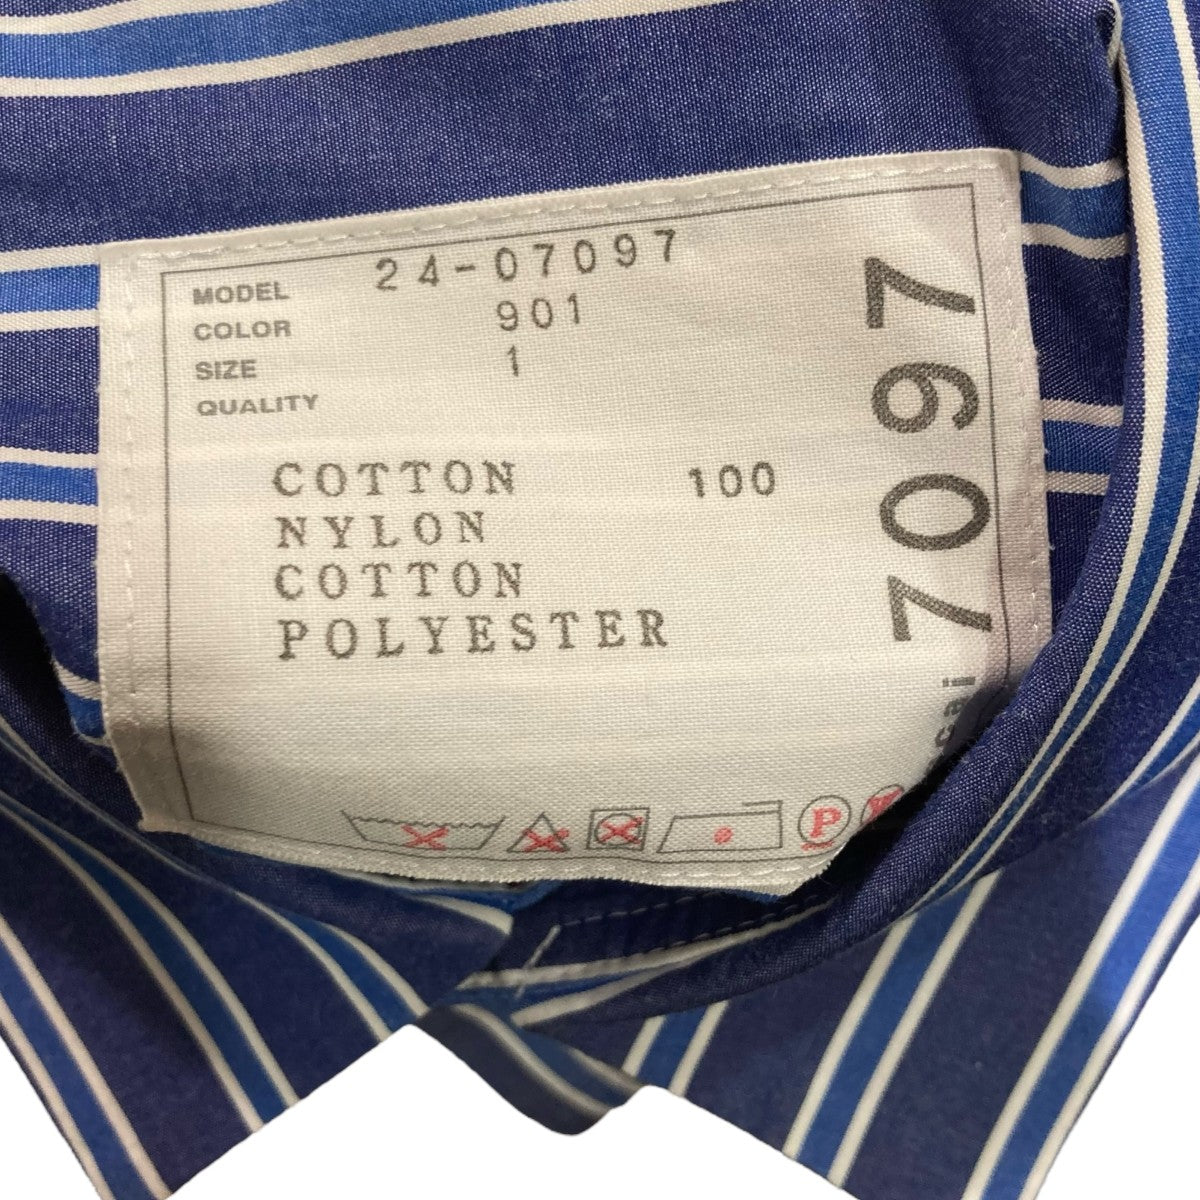 MODEL 24-07097
COLOR 901
SIZE 1
QUALITY
COTTON 100
NYLON
COTTON
POLYESTER
7097
P